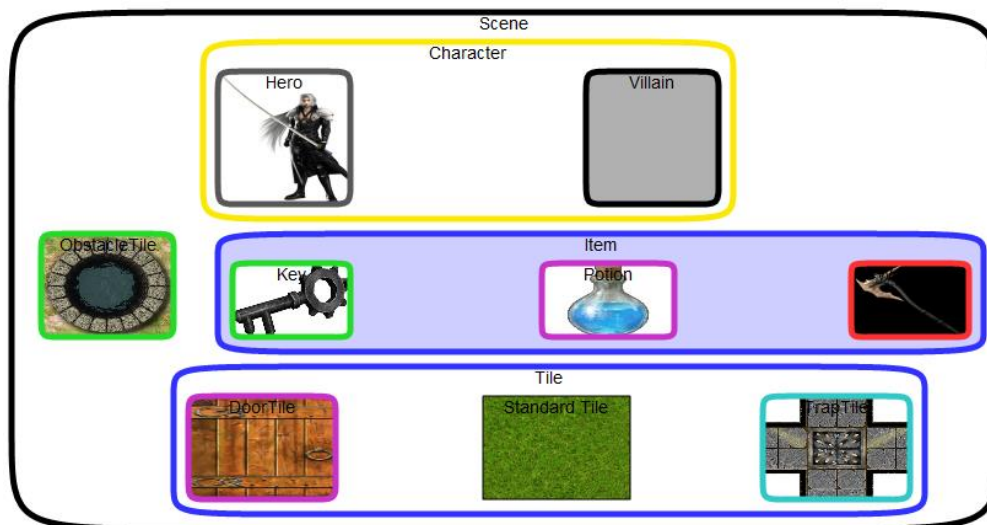 Scene
Character
Hero
Villain
ObstacleTile
Item
Key
Potion
Tile
DoorTile
Standard Tile
TrapTile